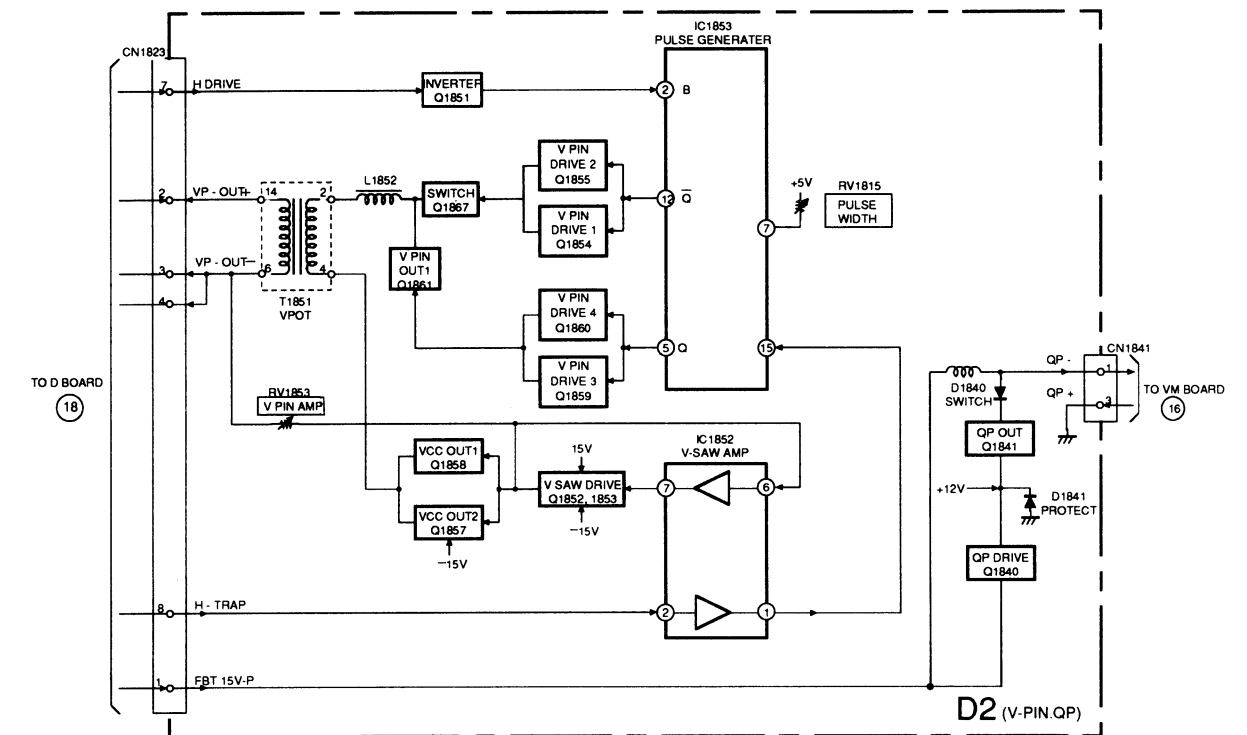 IC1853
PULSE GENERATER
CN1823
7
H DRIVE
INVERTER
Q1851
2
B
V PIN
DRIVE 2
Q1855
L1852
+5V
RV1815
PULSE
WIDTH
2
VP - OUT+
14
2
SWITCH
Q1867
12
Q
V PIN
DRIVE 1
Q1854
7
V PIN
OUT1
Q1861
3
VP - OUT−
6
4
4
T1851
VPOT
V PIN
DRIVE 4
Q1860
5
Q
15
V PIN
DRIVE 3
Q1859
CN1841
QP -
1
TO D BOARD
18
D1840
SWITCH
QP +
3
TO VM BOARD
16
RV1853
V PIN AMP
QP OUT
Q1841
IC1852
V-SAW AMP
VCC OUT1
Q1858
15V
V SAW DRIVE
Q1852, 1853
−15V
7
6
+12V
D1841
PROTECT
VCC OUT2
Q1857
−15V
QP DRIVE
Q1840
8
H - TRAP
2
1
1
FBT 15V-P
D2 (V-PIN.QP)